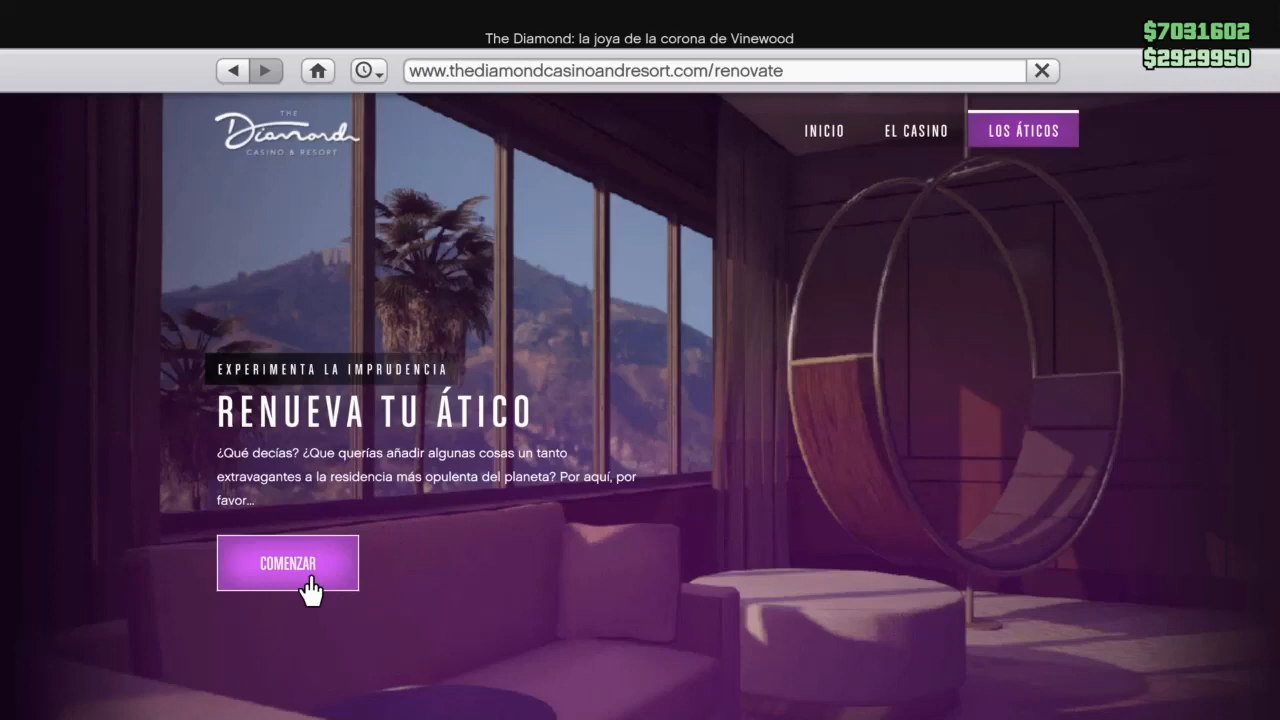 The Diamond: la joya de la corona de Vinewood
$7031602
$2929950
www.thediamondcasinoandresort.com/renovate
THE
Diamond
CASINO & RESORT
INICIO
EL CASINO
LOS ÁTICOS
EXPERIMENTA LA IMPRUDENCIA
RENUEVA TU ÁTICO
¿Qué decías? ¿Que querías añadir algunas cosas un tanto
extravagantes a la residencia más opulenta del planeta? Por aquí, por
favor...
COMENZAR